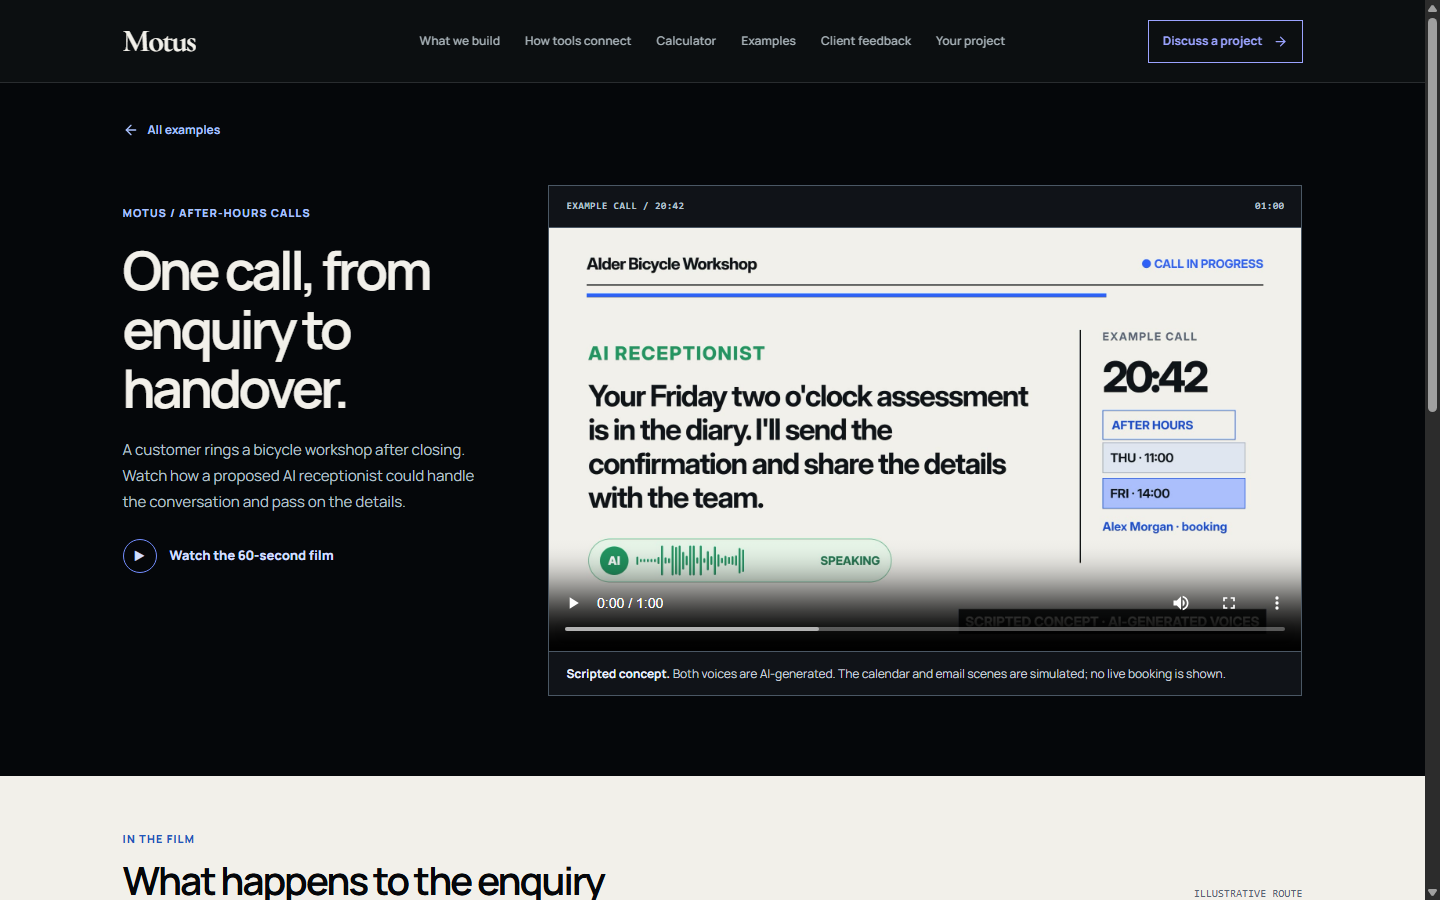 Motus
What we build
How tools connect
Calculator
Examples
Client feedback
Your project
Discuss a project
All examples
MOTUS / AFTER-HOURS CALLS
One call, from
enquiry to
handover.
A customer rings a bicycle workshop after closing.
Watch how a proposed AI receptionist could handle
the conversation and pass on the details.
Watch the 60-second film
EXAMPLE CALL / 20:42
01:00
Alder Bicycle Workshop
CALL IN PROGRESS
AI RECEPTIONIST
Your Friday two o'clock assessment
is in the diary. I'll send the
confirmation and share the details
with the team.
AI
SPEAKING
EXAMPLE CALL
20:42
AFTER HOURS
THU · 11:00
FRI · 14:00
Alex Morgan · booking
0:00 / 1:00
SCRIPTED CONCEPT · AI-GENERATED VOICES
Scripted concept. Both voices are AI-generated. The calendar and email scenes are simulated; no live booking is shown.
IN THE FILM
What happens to the enquiry
ILLUSTRATIVE ROUTE